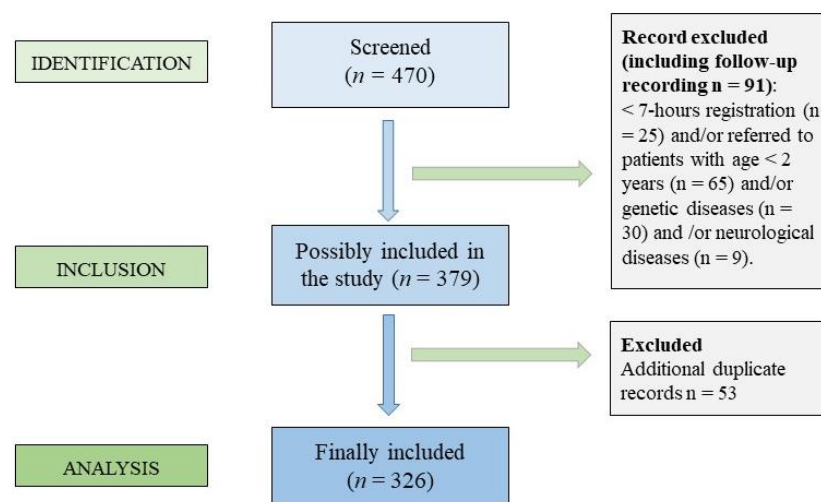 IDENTIFICATION
Screened
(n = 470)
Record excluded
(including follow-up
recording n = 91):
< 7-hours registration (n
= 25) and/or referred to
patients with age < 2
years (n = 65) and/or
genetic diseases (n =
30) and /or neurological
diseases (n = 9).
INCLUSION
Possibly included in
the study (n = 379)
Excluded
Additional duplicate
records n = 53
ANALYSIS
Finally included
(n = 326)